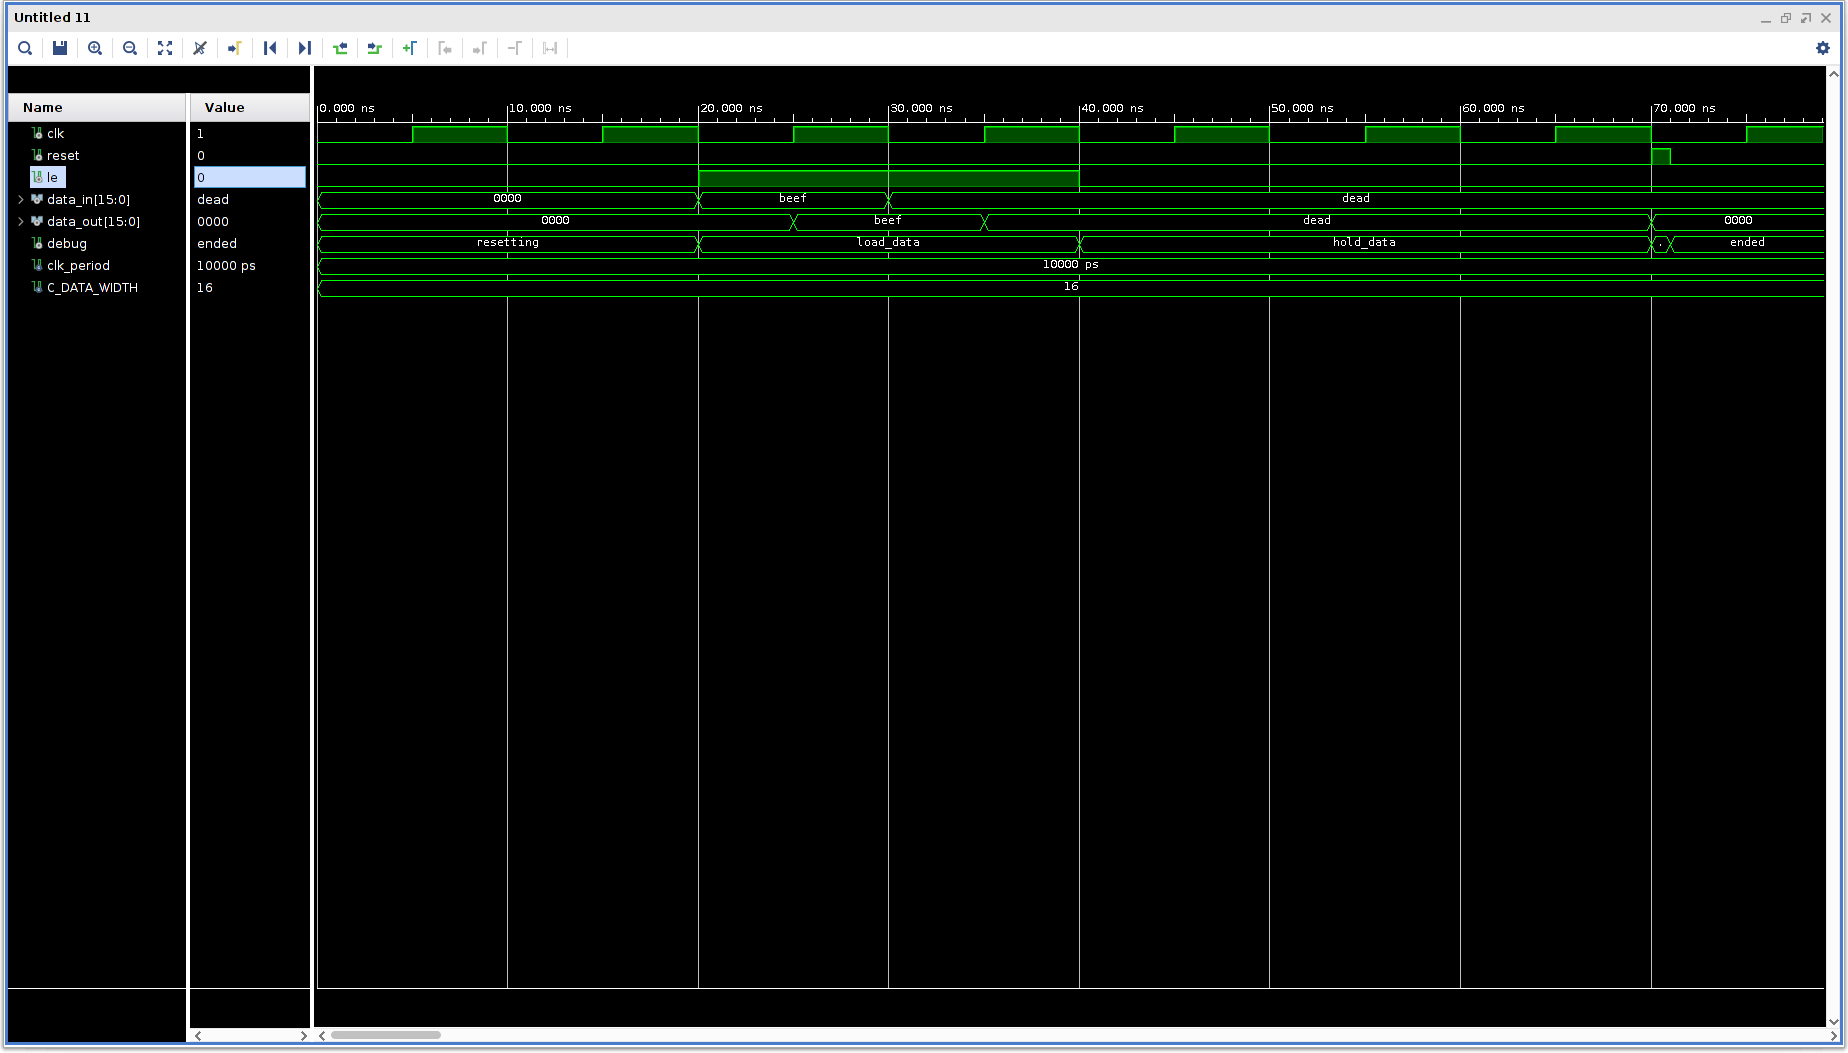 Untitled 11
Name Value
0.000 ns 10.000 ns 20.000 ns 30.000 ns 40.000 ns 50.000 ns 60.000 ns 70.000 ns
clk 1
reset 0
le 0
data_in[15:0] dead 0000 beef dead
data_out[15:0] 0000 0000 beef dead 0000
debug ended resetting load_data hold_data . ended
clk_period 10000 ps 10000 ps
C_DATA_WIDTH 16 16